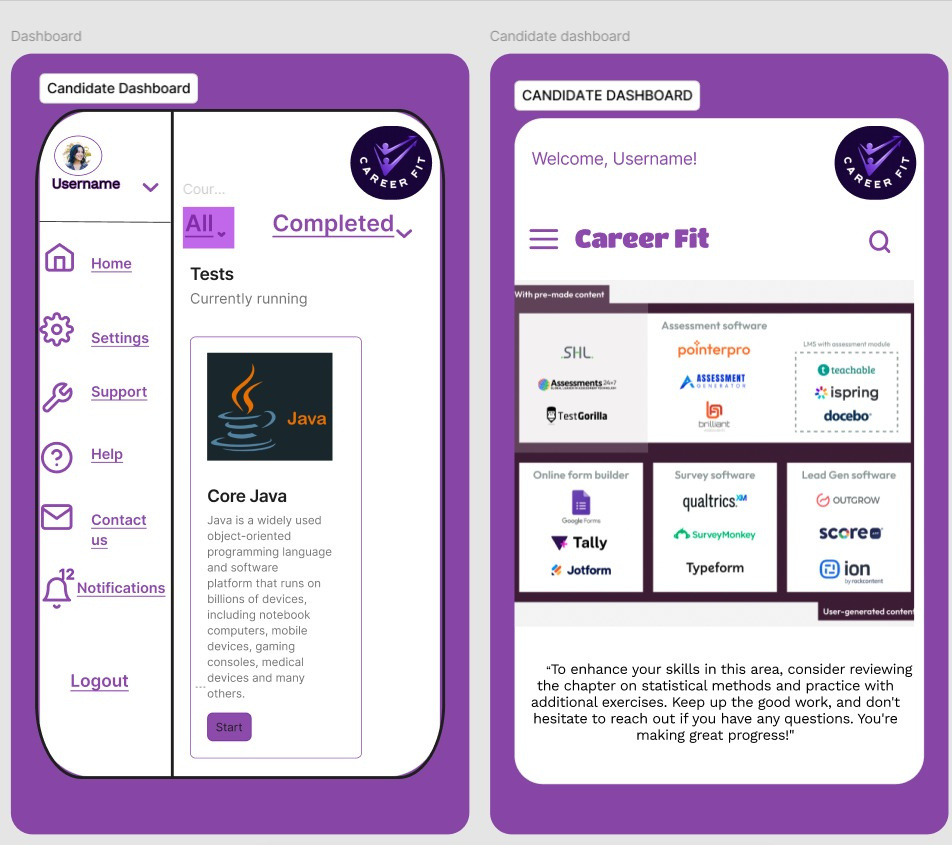 Dashboard
Candidate Dashboard
Username
Home
Settings
Support
Help
Contact
us
12
Notifications
Logout
CAREER FIT
Cour...
All
Completed
Tests
Currently running
Java
Core Java
Java is a widely used
object-oriented
programming language
and software
platform that runs on
billions of devices,
including notebook
computers, mobile
devices, gaming
consoles, medical
devices and many
...
others.
Start
Candidate dashboard
CANDIDATE DASHBOARD
Welcome, Username!
CAREER FIT
Career Fit
With pre-made content
SHL.
Assessments 24x7
TestGorilla
Assessment software
pointerpro
ASSESSMENT
GENERATOR
brilliant
LMS with assessment module
teachable
ispring
docebo
Online form builder
Google Forms
Tally
Jotform
Survey software
qualtrics.XM
SurveyMonkey
Typeform
Lead Gen software
OUTGROW
score
ion
by rockcontent
User-generated content
“To enhance your skills in this area, consider reviewing
the chapter on statistical methods and practice with
additional exercises. Keep up the good work, and don't
hesitate to reach out if you have any questions. You're
making great progress!"